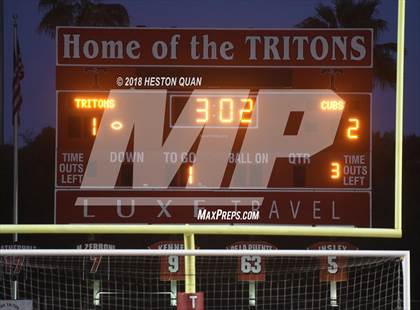 Home of the TRITONS
© 2018 HESTON QUAN
TRITONS 3:02 CUBS
1 2
MP
TIME OUTS LEFT DOWN TO GO BALL ON QTR TIME OUTS LEFT
1 3
LUXE TRAVEL
MAXPREPS.COM
17 7 9 63 5
T